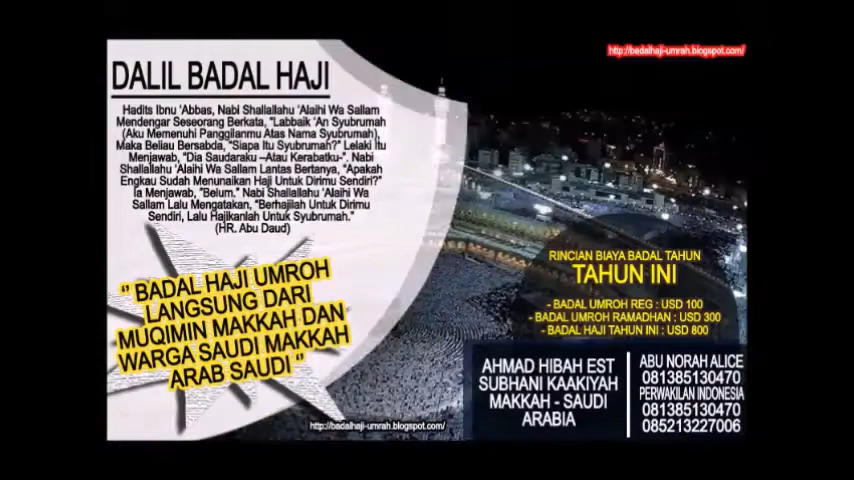 http://badalhaji-umrah.blogspot.com/
DALIL BADAL HAJI
Hadits Ibnu 'Abbas, Nabi Shallallahu 'Alaihi Wa Sallam
Mendengar Seseorang Berkata, "Labbaik 'An Syubrumah
(Aku Memenuhi Panggilanmu Atas Nama Syubrumah),
Maka Beliau Bersabda, "Siapa Itu Syubrumah?" Lelaki Itu
Menjawab, "Dia Saudaraku –Atau Kerabatku-". Nabi
Shallallahu 'Alaihi Wa Sallam Lantas Bertanya, "Apakah
Engkau Sudah Menunaikan Haji Untuk Dirimu Sendiri?"
Ia Menjawab, "Belum." Nabi Shallallahu 'Alaihi Wa
Sallam Lalu Mengatakan, "Berhajilah Untuk Dirimu
Sendiri, Lalu Hajikanlah Untuk Syubrumah."
(HR. Abu Daud)
" BADAL HAJI UMROH
LANGSUNG DARI
MUQIMIN MAKKAH DAN
WARGA SAUDI MAKKAH
ARAB SAUDI "
RINCIAN BIAYA BADAL TAHUN
TAHUN INI
- BADAL UMROH REG : USD 100
- BADAL UMROH RAMADHAN : USD 300
- BADAL HAJI TAHUN INI : USD 800
AHMAD HIBAH EST
SUBHANI KAAKIYAH
MAKKAH - SAUDI
ARABIA
ABU NORAH ALICE
081385130470
PERWAKILAN INDONESIA
081385130470
085213227006
http://badalhaji-umrah.blogspot.com/